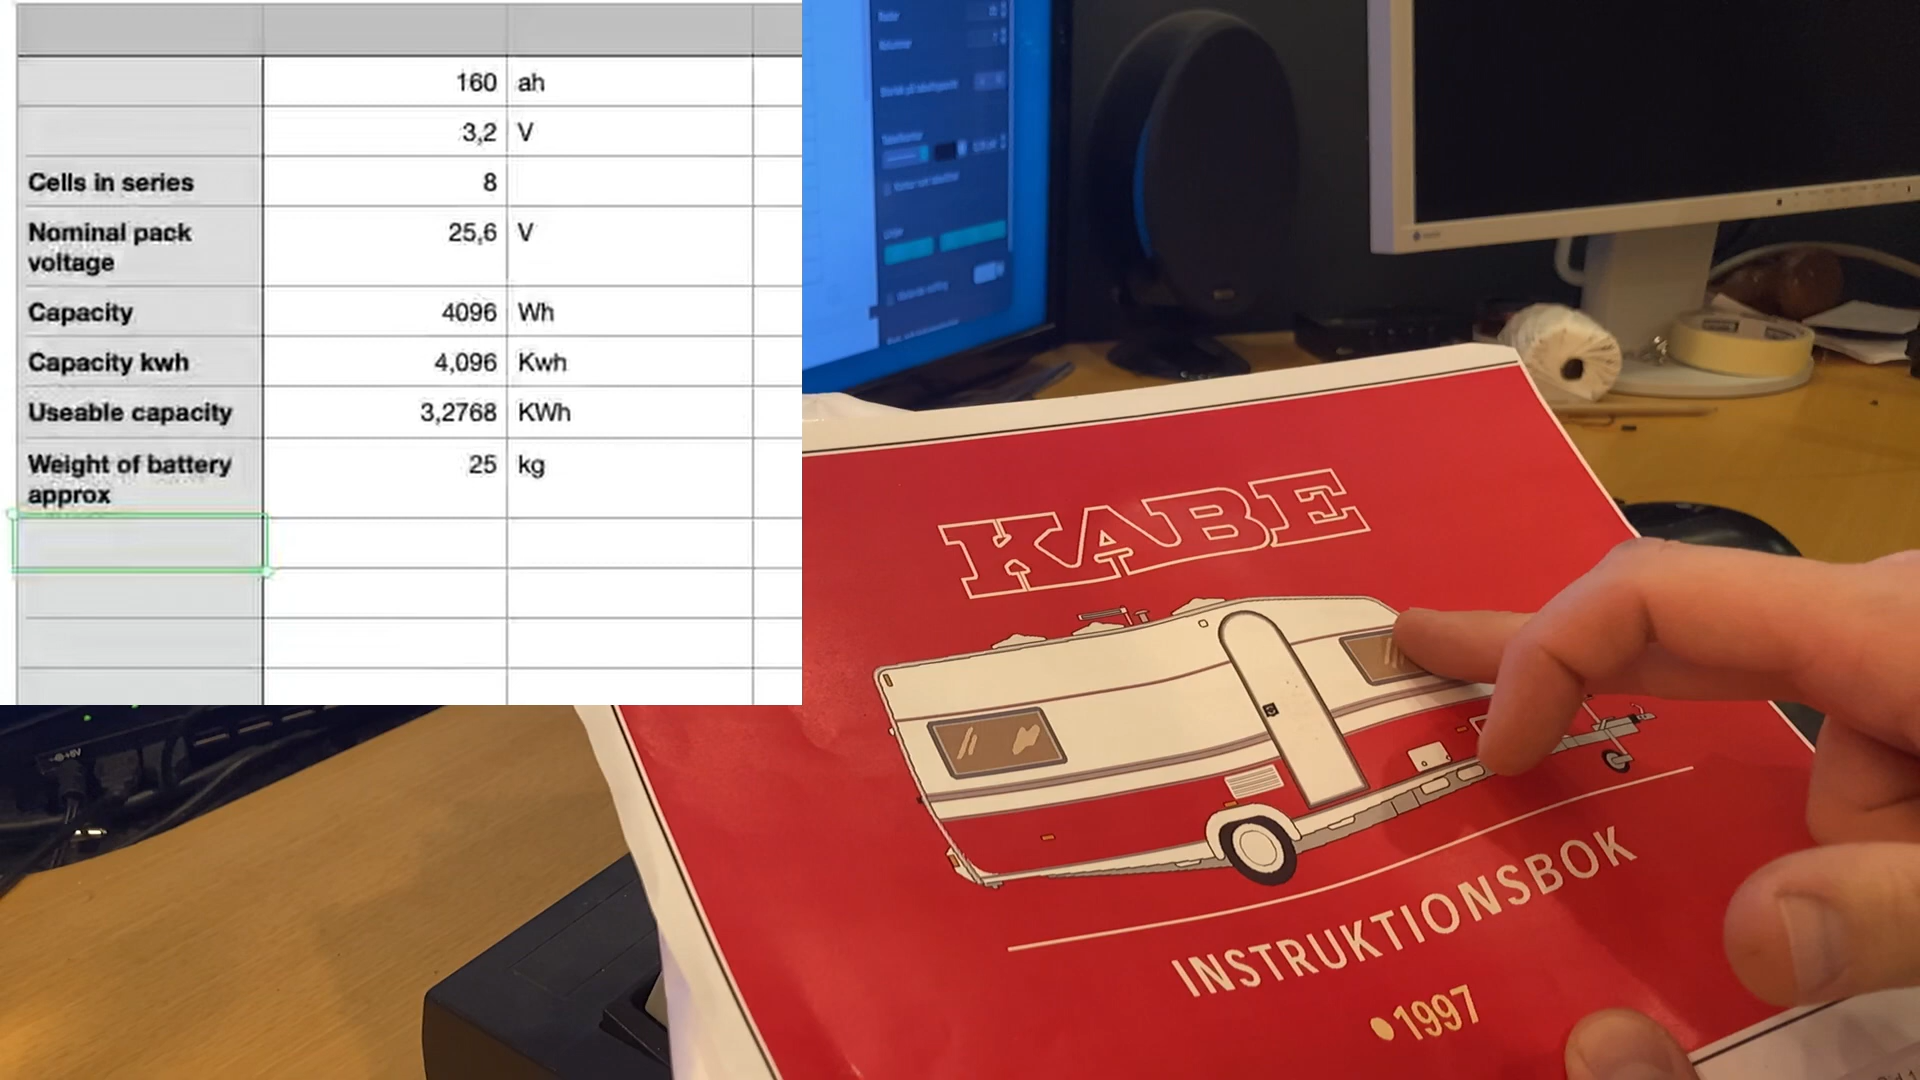 160 ah
3,2 V
Cells in series 8
Nominal pack voltage 25,6 V
Capacity 4096 Wh
Capacity kwh 4,096 Kwh
Useable capacity 3,2768 KWh
Weight of battery approx 25 kg
KABE
INSTRUKTIONSBOK
•1997